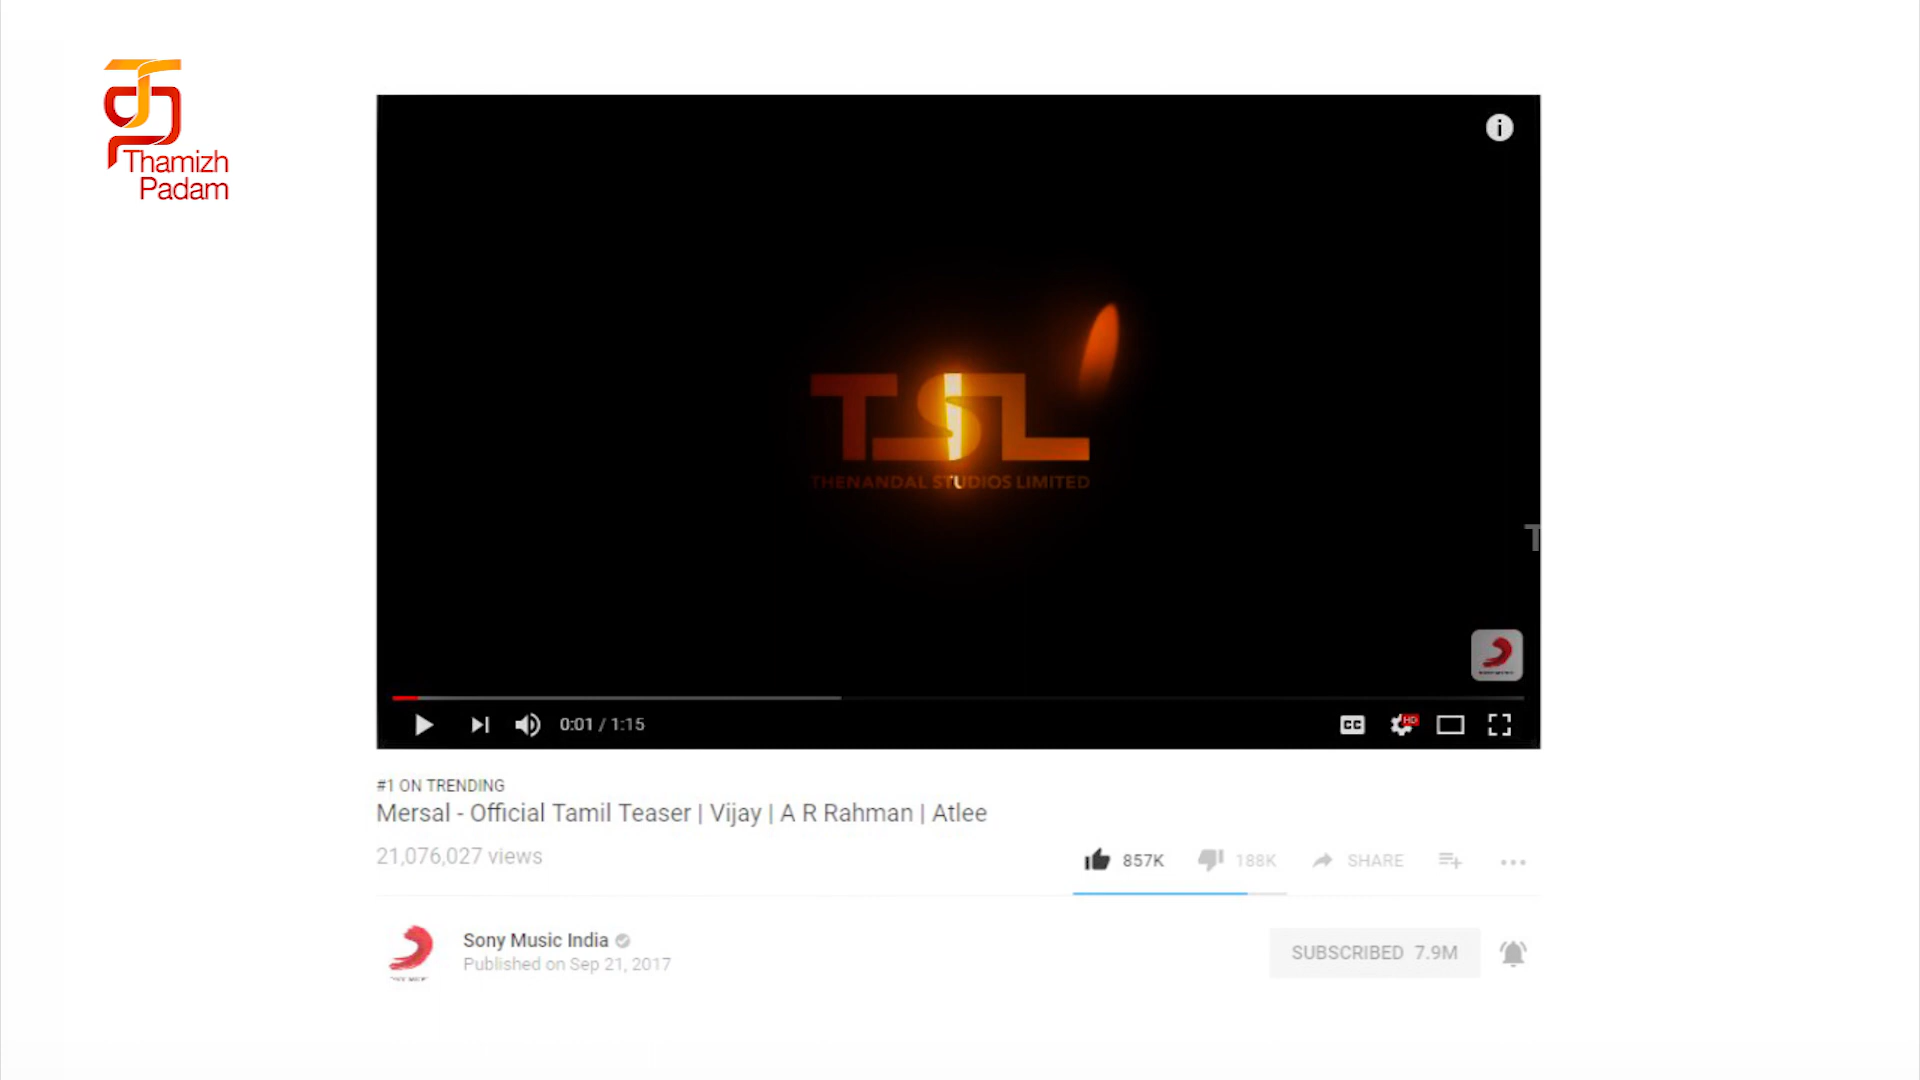 Thamizh
Padam
i
TSL
THENANDAL STUDIOS LIMITED
T
0:01 / 1:15
CC
HD
#1 ON TRENDING
Mersal - Official Tamil Teaser | Vijay | A R Rahman | Atlee
21,076,027 views
857K
188K
SHARE
Sony Music India
Published on Sep 21, 2017
SUBSCRIBED 7.9M